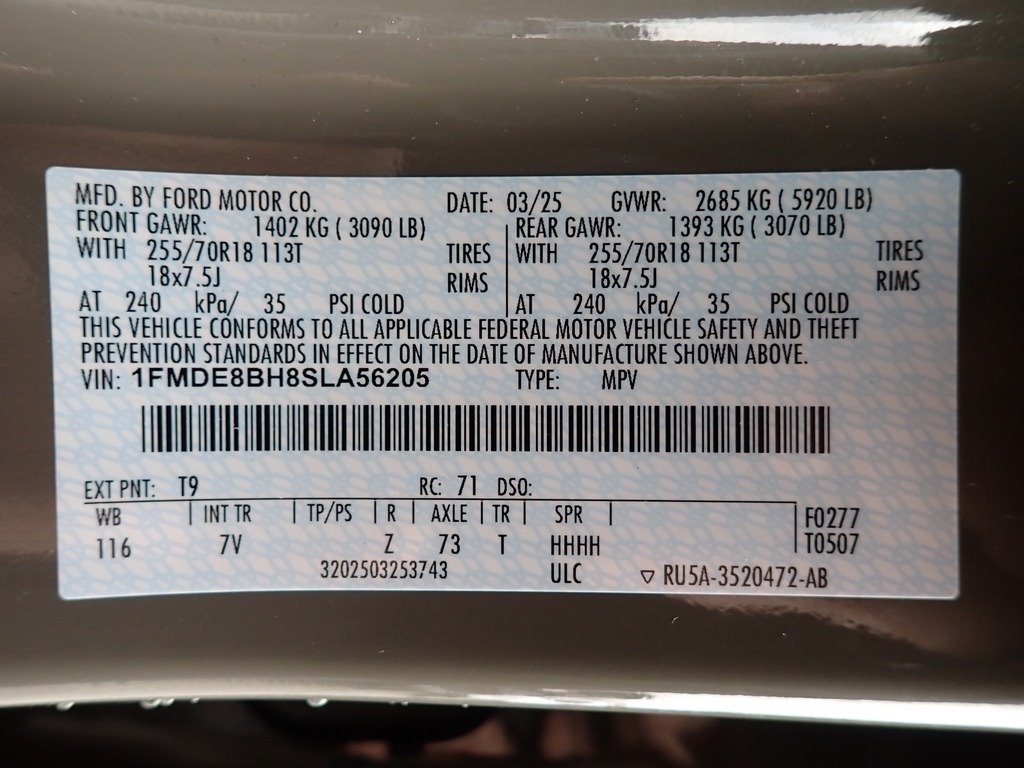 MFD. BY FORD MOTOR CO. DATE: 03/25 GVWR: 2685 KG ( 5920 LB)
FRONT GAWR: 1402 KG ( 3090 LB) REAR GAWR: 1393 KG ( 3070 LB)
WITH 255/70R18 113T TIRES WITH 255/70R18 113T TIRES
18x7.5J RIMS 18x7.5J RIMS
AT 240 kPa/ 35 PSI COLD AT 240 kPa/ 35 PSI COLD
THIS VEHICLE CONFORMS TO ALL APPLICABLE FEDERAL MOTOR VEHICLE SAFETY AND THEFT
PREVENTION STANDARDS IN EFFECT ON THE DATE OF MANUFACTURE SHOWN ABOVE.
VIN: 1FMDE8BH8SLA56205 TYPE: MPV
EXT PNT: T9 RC: 71 DSO:
WB INT TR TP/PS R AXLE TR SPR F0277
116 7V Z 73 T HHHH T0507
3202503253743 ULC ▽ RU5A-3520472-AB